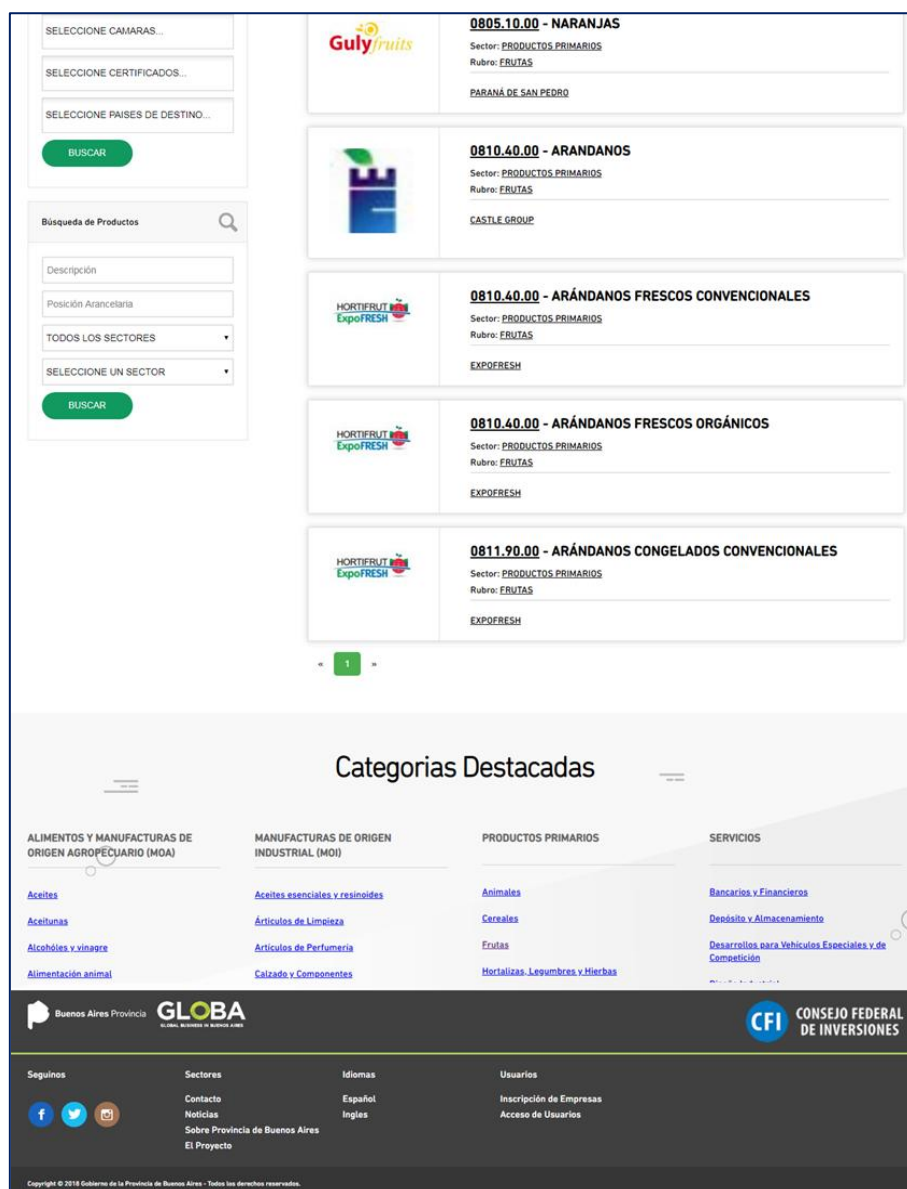 SELECCIONE CAMARAS...
SELECCIONE CERTIFICADOS...
SELECCIONE PAISES DE DESTINO...
BUSCAR
Búsqueda de Productos
Descripción
Posición Arancelaria
TODOS LOS SECTORES
SELECCIONE UN SECTOR
BUSCAR
Gulyfruits
0805.10.00 - NARANJAS
Sector: PRODUCTOS PRIMARIOS
Rubro: FRUTAS
PARANÁ DE SAN PEDRO
0810.40.00 - ARANDANOS
Sector: PRODUCTOS PRIMARIOS
Rubro: FRUTAS
CASTLE GROUP
HORTIFRUT
ExpoFRESH
0810.40.00 - ARÁNDANOS FRESCOS CONVENCIONALES
Sector: PRODUCTOS PRIMARIOS
Rubro: FRUTAS
EXPOFRESH
HORTIFRUT
ExpoFRESH
0810.40.00 - ARÁNDANOS FRESCOS ORGÁNICOS
Sector: PRODUCTOS PRIMARIOS
Rubro: FRUTAS
EXPOFRESH
HORTIFRUT
ExpoFRESH
0811.90.00 - ARÁNDANOS CONGELADOS CONVENCIONALES
Sector: PRODUCTOS PRIMARIOS
Rubro: FRUTAS
EXPOFRESH
« 1 »
Categorias Destacadas
ALIMENTOS Y MANUFACTURAS DE
ORIGEN AGROPECUARIO (MOA)
Aceites
Aceitunas
Alcohóles y vinagre
Alimentación animal
MANUFACTURAS DE ORIGEN
INDUSTRIAL (MOI)
Aceites esenciales y resinoides
Árticulos de Limpieza
Artículos de Perfumería
Calzado y Componentes
PRODUCTOS PRIMARIOS
Animales
Cereales
Frutas
Hortalizas, Legumbres y Hierbas
SERVICIOS
Bancarios y Financieros
Depósito y Almacenamiento
Desarrollos para Vehículos Especiales y de
Competición
Buenos Aires Provincia
GLOBA
GLOBAL BUSINESS IN BUENOS AIRES
CFI
CONSEJO FEDERAL
DE INVERSIONES
Seguinos
Sectores
Contacto
Noticias
Sobre Provincia de Buenos Aires
El Proyecto
Idiomas
Español
Ingles
Usuarios
Inscripción de Empresas
Acceso de Usuarios
Copyright © 2018 Gobierno de la Provincia de Buenos Aires - Todos los derechos reservados.